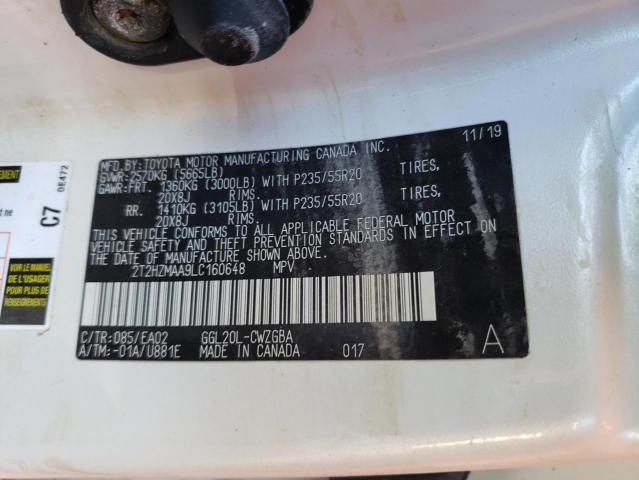 MFD.BY:TOYOTA MOTOR MANUFACTURING CANADA INC. 11/19
GVWR:2570KG (5665LB)
GAWR:FRT. 1360KG (3000LB) WITH P235/55R20 TIRES,
20X8J RIMS,
RR. 1410KG (3105LB) WITH P235/55R20 TIRES,
20X8J RIMS.
THIS VEHICLE CONFORMS TO ALL APPLICABLE FEDERAL MOTOR
VEHICLE SAFETY AND THEFT PREVENTION STANDARDS IN EFFECT ON
THE DATE OF MANUFACTURE SHOWN ABOVE.
2T2HZMAA9LC160648 MPV
C/TR:085/EA02 GGL20L-CWZGBA
A/TM:-01A/U881E MADE IN CANADA 017 A
0E472
C7
VOIR LE MANUEL
DE L'USAGER
POUR PLUS DE